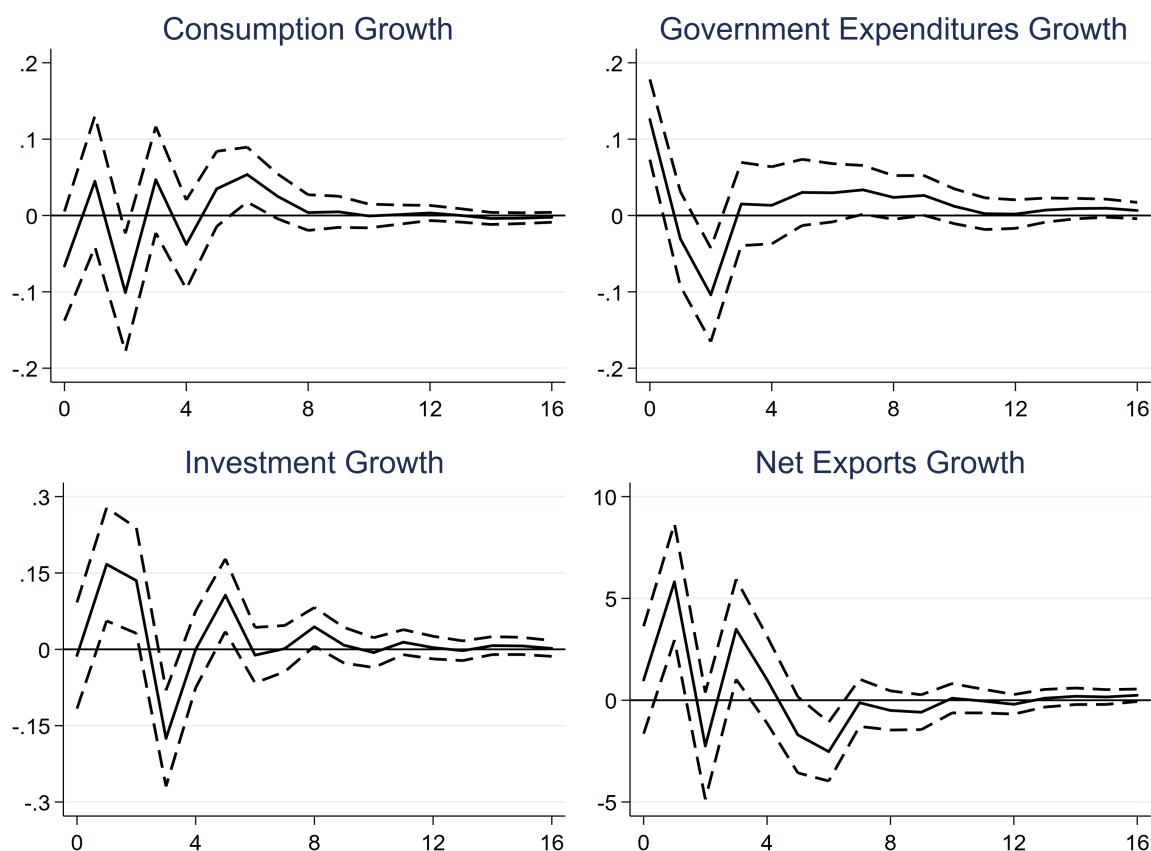 Consumption Growth
.2
.1
0
-.1
-.2
0 4 8 12 16
Government Expenditures Growth
.2
.1
0
-.1
-.2
0 4 8 12 16
Investment Growth
.3
.15
0
-.15
-.3
0 4 8 12 16
Net Exports Growth
10
5
0
-5
0 4 8 12 16